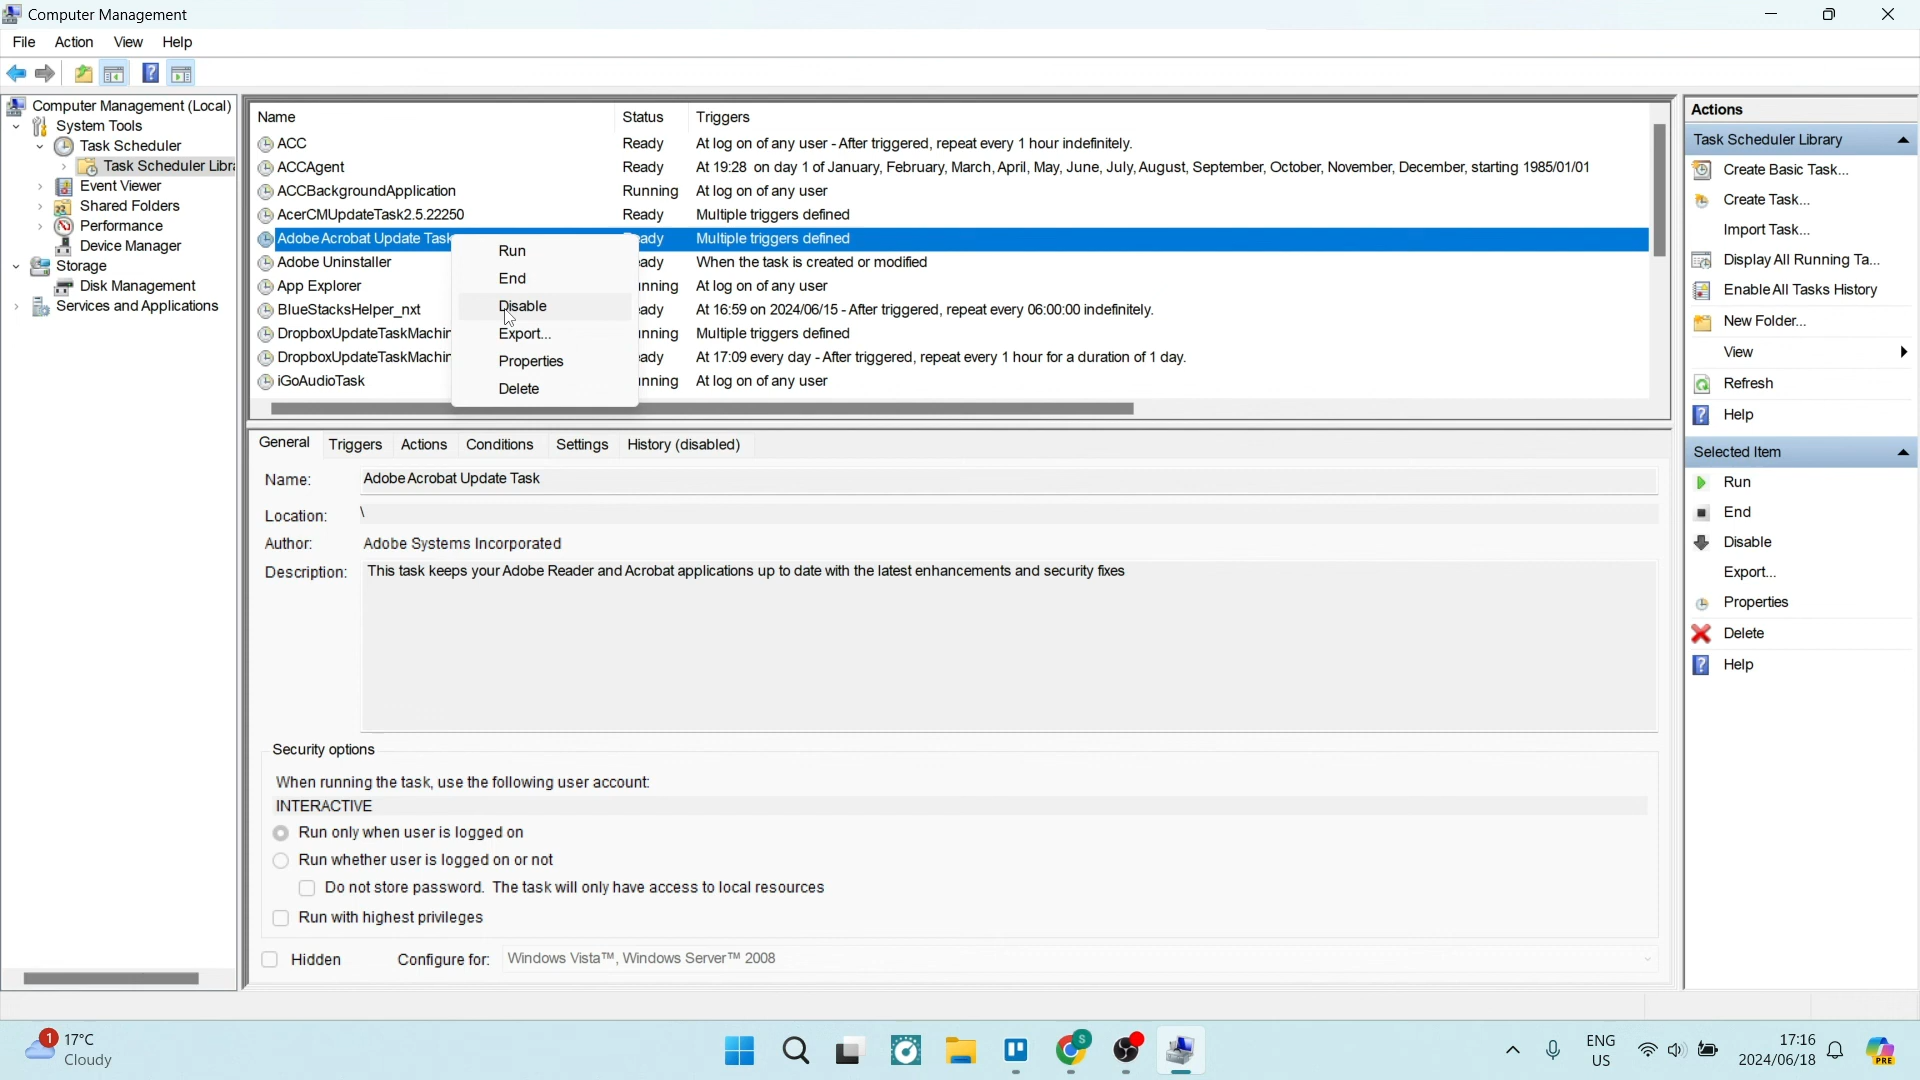 Computer Management
File Action View Help
Computer Management (Local)
System Tools
Task Scheduler
Task Scheduler Libra
Event Viewer
Shared Folders
Performance
Device Manager
Storage
Disk Management
Services and Applications
Name Status Triggers
ACC Ready At log on of any user - After triggered, repeat every 1 hour indefinitely.
ACCAgent Ready At 19:28 on day 1 of January, February, March, April, May, June, July, August, September, October, November, December, starting 1985/01/01
ACCBackgroundApplication Running At log on of any user
AcerCMUpdateTask2.5.22250 Ready Multiple triggers defined
Adobe Acrobat Update Task eady Multiple triggers defined
Adobe Uninstaller ady When the task is created or modified
App Explorer nning At log on of any user
BlueStacksHelper_nxt ady At 16:59 on 2024/06/15 - After triggered, repeat every 06:00:00 indefinitely.
DropboxUpdateTaskMachin nning Multiple triggers defined
DropboxUpdateTaskMachin ady At 17:09 every day - After triggered, repeat every 1 hour for a duration of 1 day.
iGoAudioTask nning At log on of any user
Run
End
Disable
Export...
Properties
Delete
General Triggers Actions Conditions Settings History (disabled)
Name: Adobe Acrobat Update Task
Location: \
Author: Adobe Systems Incorporated
Description: This task keeps your Adobe Reader and Acrobat applications up to date with the latest enhancements and security fixes
Security options
When running the task, use the following user account:
INTERACTIVE
Run only when user is logged on
Run whether user is logged on or not
Do not store password. The task will only have access to local resources
Run with highest privileges
Hidden Configure for: Windows Vista™, Windows Server™ 2008
Actions
Task Scheduler Library
Create Basic Task...
Create Task...
Import Task...
Display All Running Ta...
Enable All Tasks History
New Folder...
View
Refresh
Help
Selected Item
Run
End
Disable
Export...
Properties
Delete
Help
1 17°C
Cloudy
S
ENG
US
17:16
2024/06/18
PRE